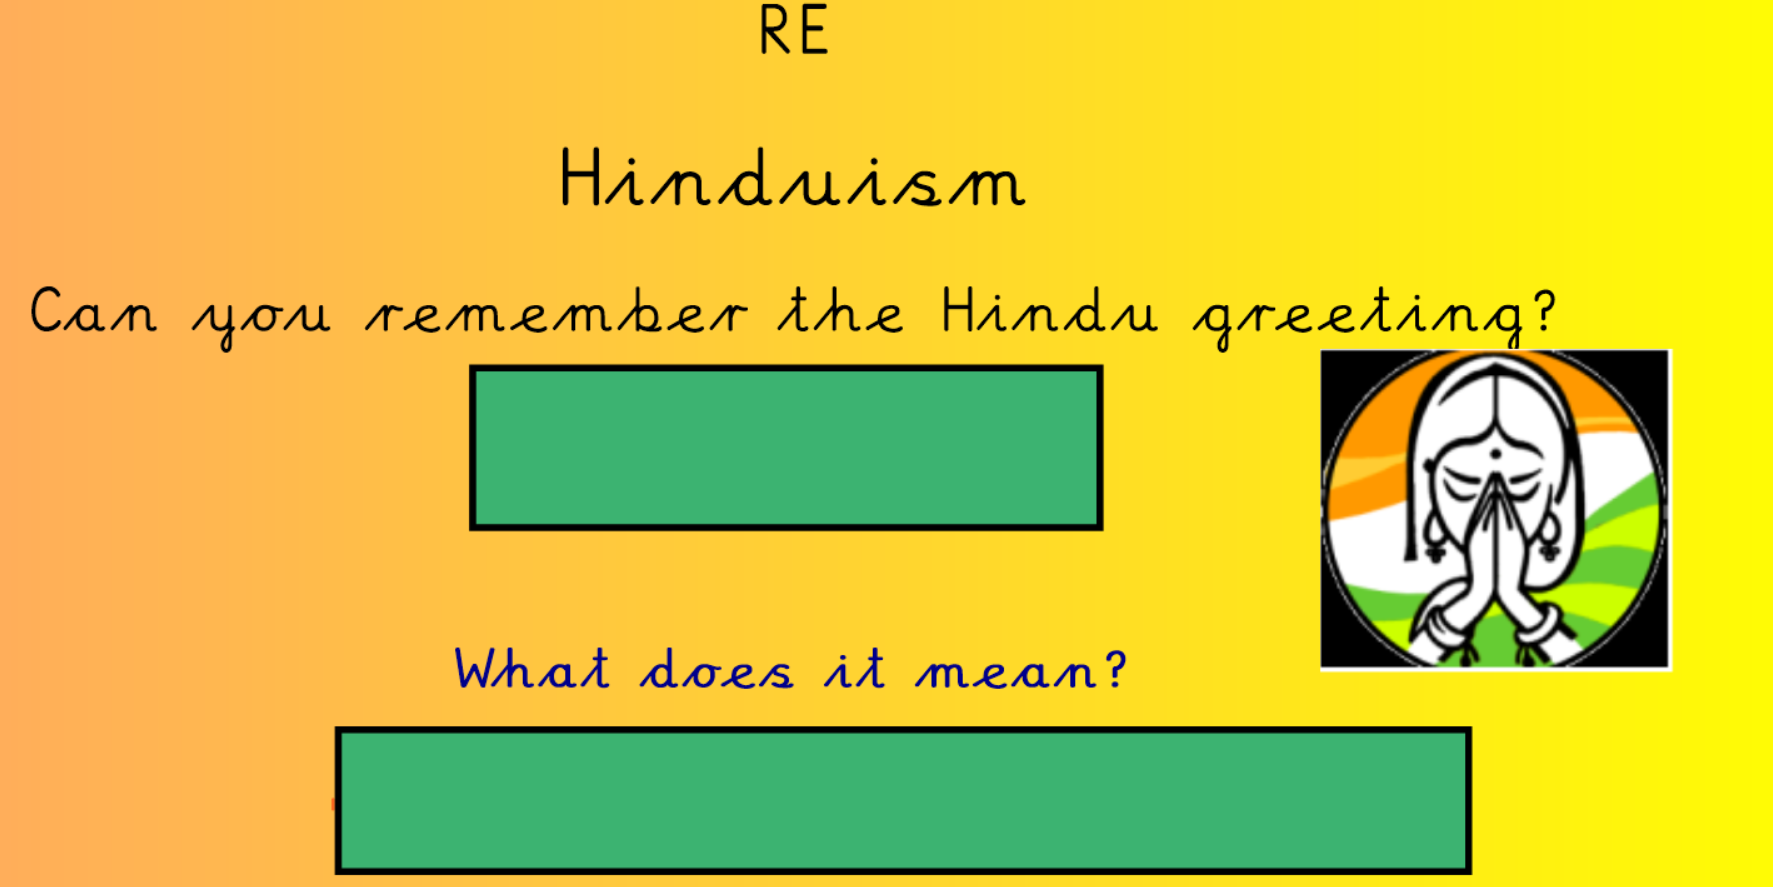 RE
Hinduism
Can you remember the Hindu greeting?
What does it mean?